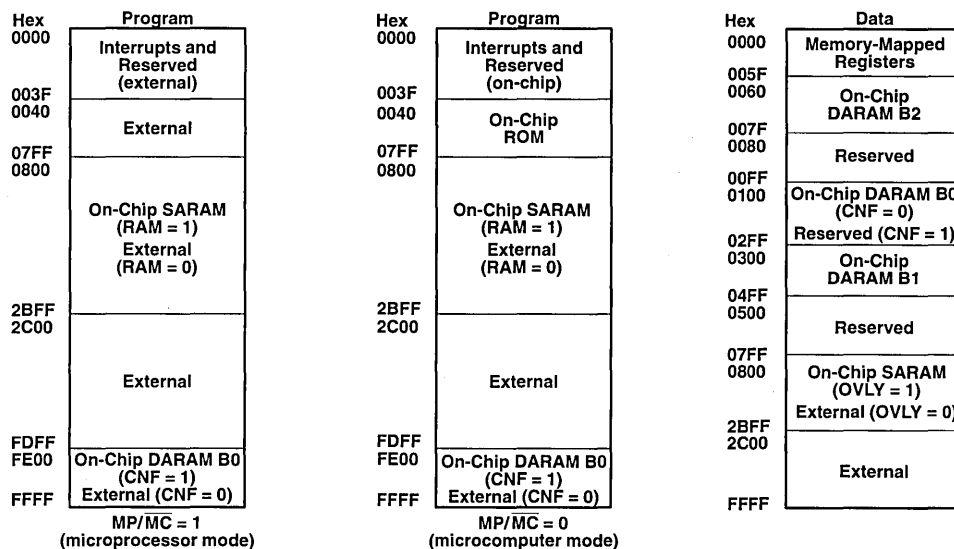 Hex
Program
0000
Interrupts and
Reserved
(external)
003F
0040
External
07FF
0800
On-Chip SARAM
(RAM = 1)
External
(RAM = 0)
2BFF
2C00
External
FDFF
FE00
On-Chip DARAM B0
(CNF = 1)
External (CNF = 0)
FFFF
MP/MC = 1
(microprocessor mode)
Hex
Program
0000
Interrupts and
Reserved
(on-chip)
003F
0040
On-Chip
ROM
07FF
0800
On-Chip SARAM
(RAM = 1)
External
(RAM = 0)
2BFF
2C00
External
FDFF
FE00
On-Chip DARAM B0
(CNF = 1)
External (CNF = 0)
FFFF
MP/MC = 0
(microcomputer mode)
Hex
Data
0000
Memory-Mapped
Registers
005F
0060
On-Chip
DARAM B2
007F
0080
Reserved
00FF
0100
On-Chip DARAM B0
(CNF = 0)
Reserved (CNF = 1)
02FF
0300
On-Chip
DARAM B1
04FF
0500
Reserved
07FF
0800
On-Chip SARAM
(OVLY = 1)
External (OVLY = 0)
2BFF
2C00
External
FFFF